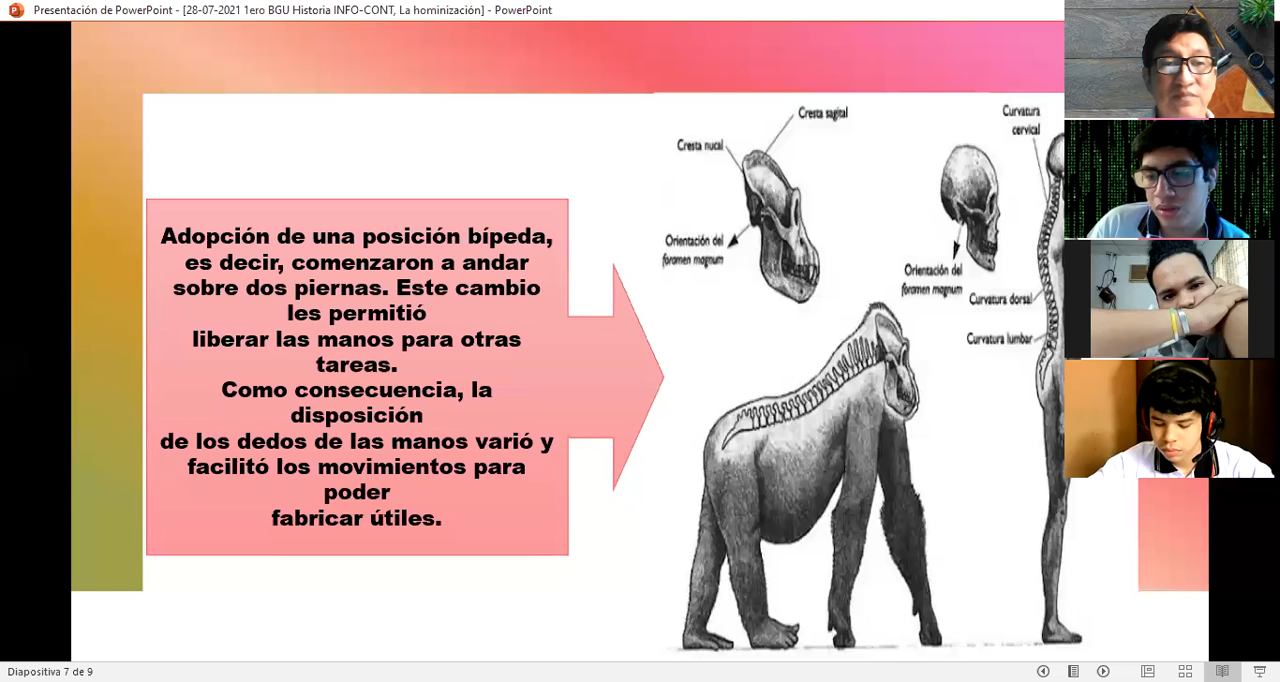 Presentación de PowerPoint - [28-07-2021 1ero BGU Historia INFO-CONT, La hominización] - PowerPoint
Adopción de una posición bípeda,
es decir, comenzaron a andar
sobre dos piernas. Este cambio
les permitió
liberar las manos para otras
tareas.
Como consecuencia, la
disposición
de los dedos de las manos varió y
facilitó los movimientos para
poder
fabricar útiles.
Cresta sagital
Cresta nucal
Orientación del
foramen magnum
Curvatura
cervical
Orientación del
foramen magnum
Curvatura dorsal
Curvatura lumbar
Diapositiva 7 de 9